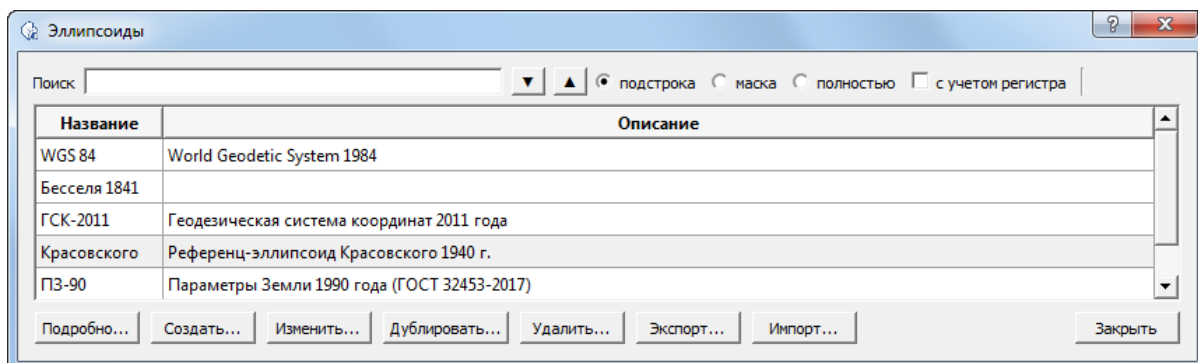 Эллипсоиды
Поиск подстрока маска полностью с учетом регистра
Название Описание
WGS 84 World Geodetic System 1984
Бесселя 1841
ГСК-2011 Геодезическая система координат 2011 года
Красовского Референц-эллипсоид Красовского 1940 г.
ПЗ-90 Параметры Земли 1990 года (ГОСТ 32453-2017)
Подробно... Создать... Изменить... Дублировать... Удалить... Экспорт... Импорт... Закрыть